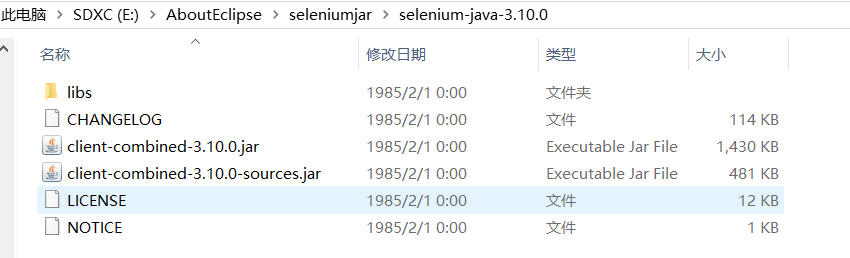 此电脑 > SDXC (E:) > AboutEclipse > seleniumjar > selenium-java-3.10.0
名称 修改日期 类型 大小
libs 1985/2/1 0:00 文件夹
CHANGELOG 1985/2/1 0:00 文件 114 KB
client-combined-3.10.0.jar 1985/2/1 0:00 Executable Jar File 1,430 KB
client-combined-3.10.0-sources.jar 1985/2/1 0:00 Executable Jar File 481 KB
LICENSE 1985/2/1 0:00 文件 12 KB
NOTICE 1985/2/1 0:00 文件 1 KB